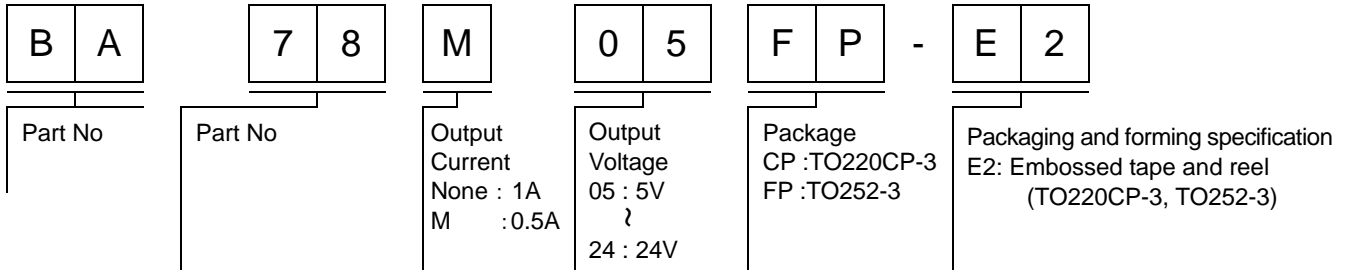 B A 7 8 M 0 5 F P - E 2
Part No
Part No
Output
Current
None : 1A
M : 0.5A
Output
Voltage
05 : 5V
~
24 : 24V
Package
CP :TO220CP-3
FP :TO252-3
Packaging and forming specification
E2: Embossed tape and reel
(TO220CP-3, TO252-3)